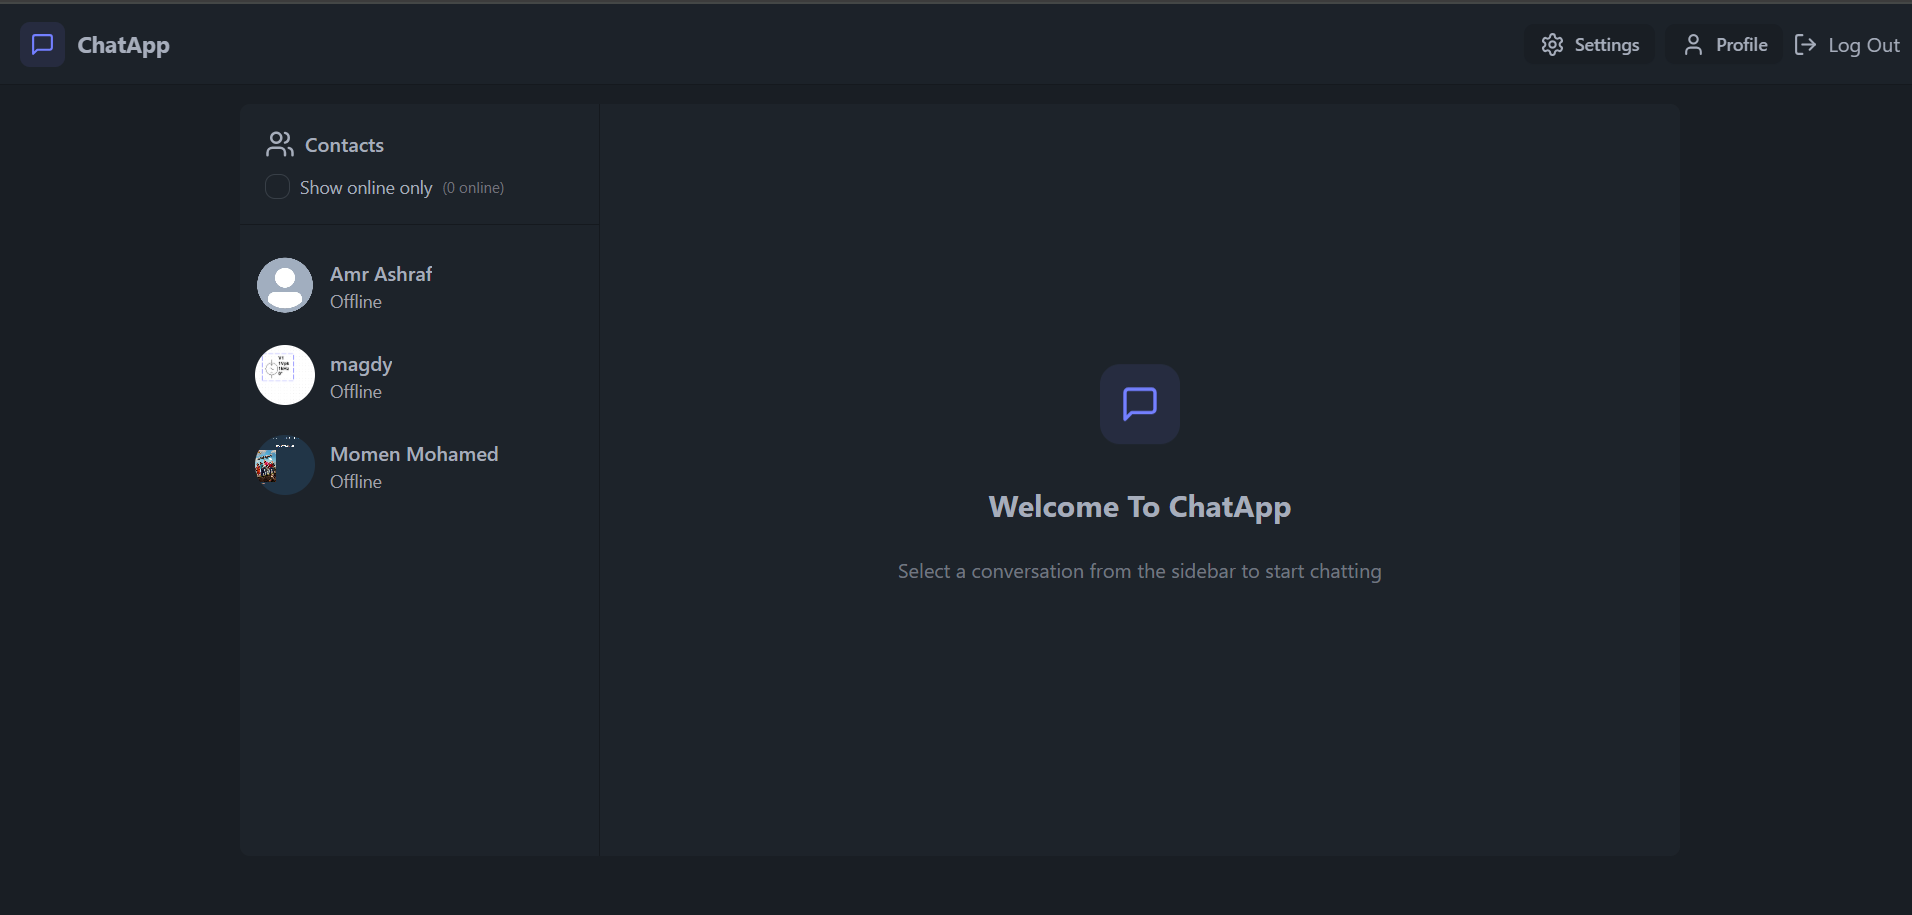 ChatApp
Settings
Profile
Log Out
Contacts
Show online only (0 online)
Amr Ashraf
Offline
magdy
Offline
Momen Mohamed
Offline
Welcome To ChatApp
Select a conversation from the sidebar to start chatting